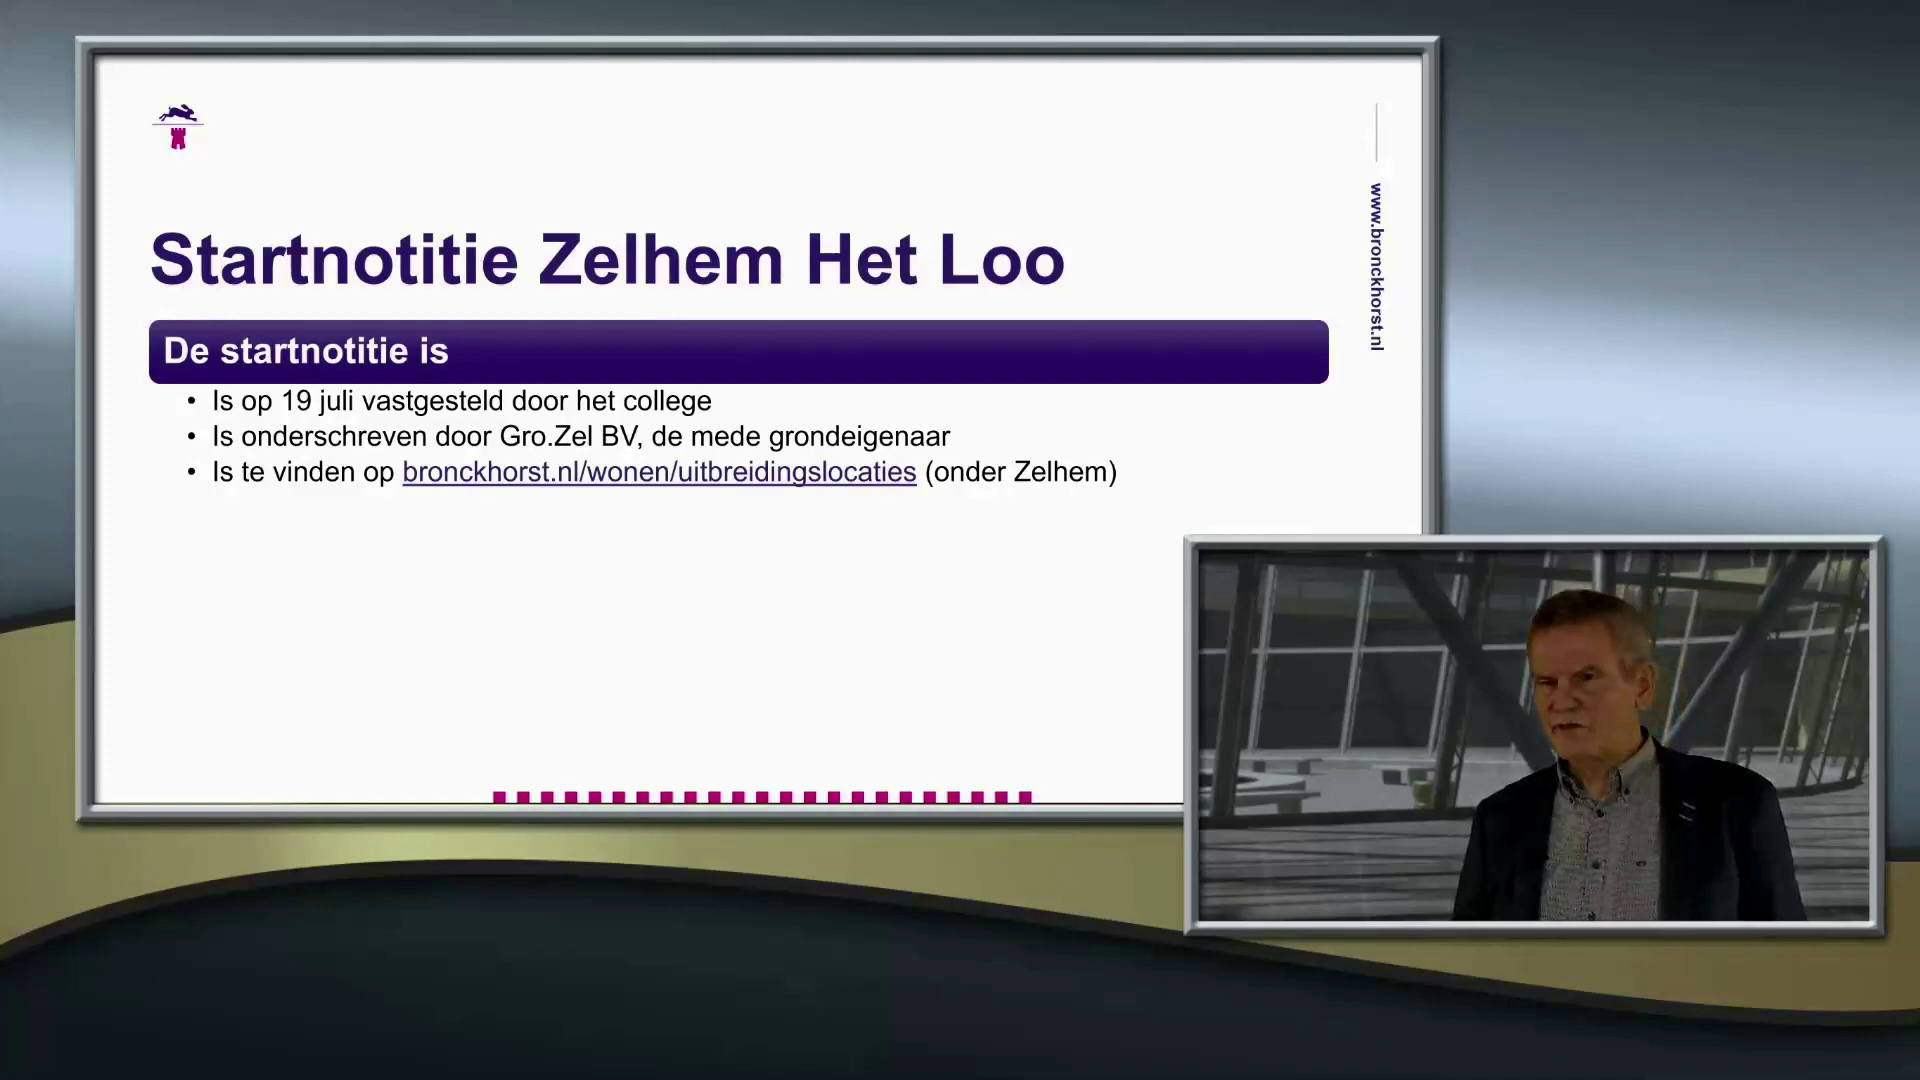 Startnotitie Zelhem Het Loo
De startnotitie is
• Is op 19 juli vastgesteld door het college
• Is onderschreven door Gro.Zel BV, de mede grondeigenaar
• Is te vinden op bronckhorst.nl/wonen/uitbreidingslocaties (onder Zelhem)
www.bronckhorst.nl